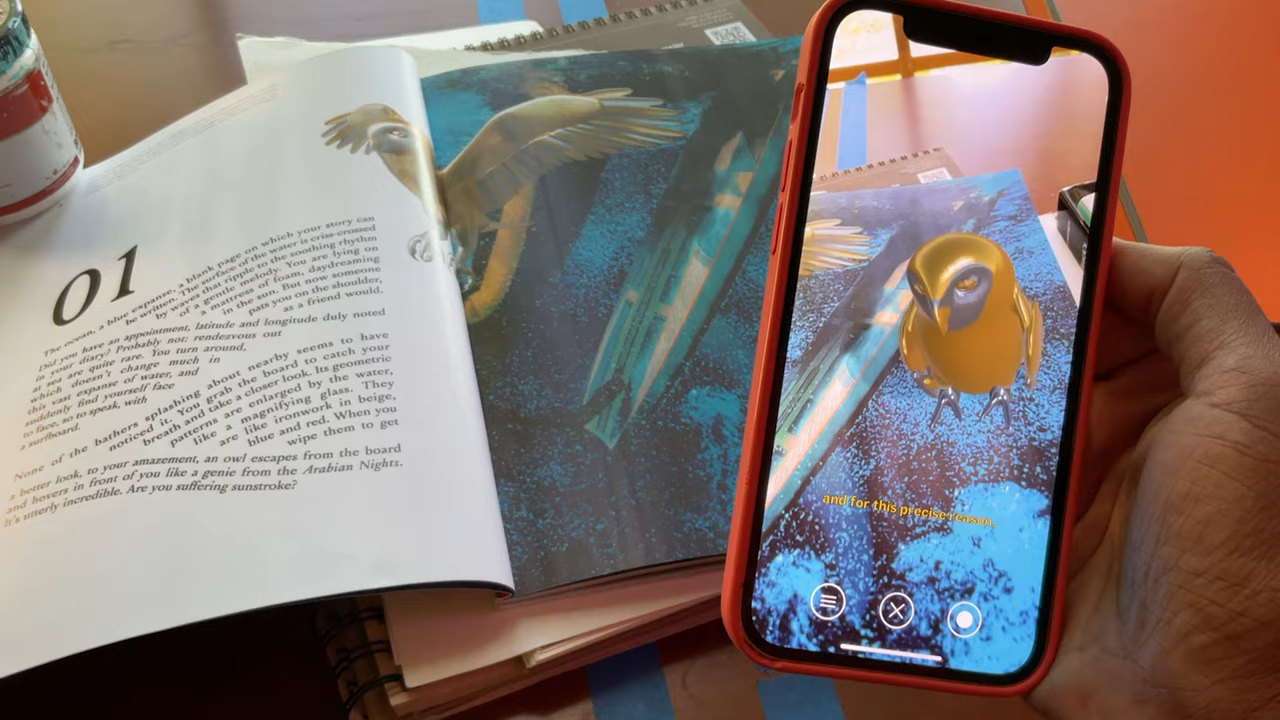 01
The ocean, a blue expanse, a blank page on which your story can
be written. The surface of the water is criss-crossed
by waves that ripple to the soothing rhythm
of a gentle melody. You are lying on
a mattress of foam, daydreaming
in the sun. But now someone
pats you on the shoulder,
as a friend would.
Did you have an appointment, latitude and longitude duly noted
in your diary? Probably not: rendezvous out
at sea are quite rare. You turn around,
which doesn't change much in
this vast expanse of water, and
suddenly find yourself face
to face, so to speak, with
a surfboard.
None of the bathers splashing about nearby seems to have
noticed it. You grab the board to catch your
breath and take a closer look. Its geometric
patterns are enlarged by the water,
like a magnifying glass. They
are like ironwork in beige,
blue and red. When you
wipe them to get
a better look, to your amazement, an owl escapes from the board
and hovers in front of you like a genie from the Arabian Nights.
It's utterly incredible. Are you suffering sunstroke?
and for this precise reason,